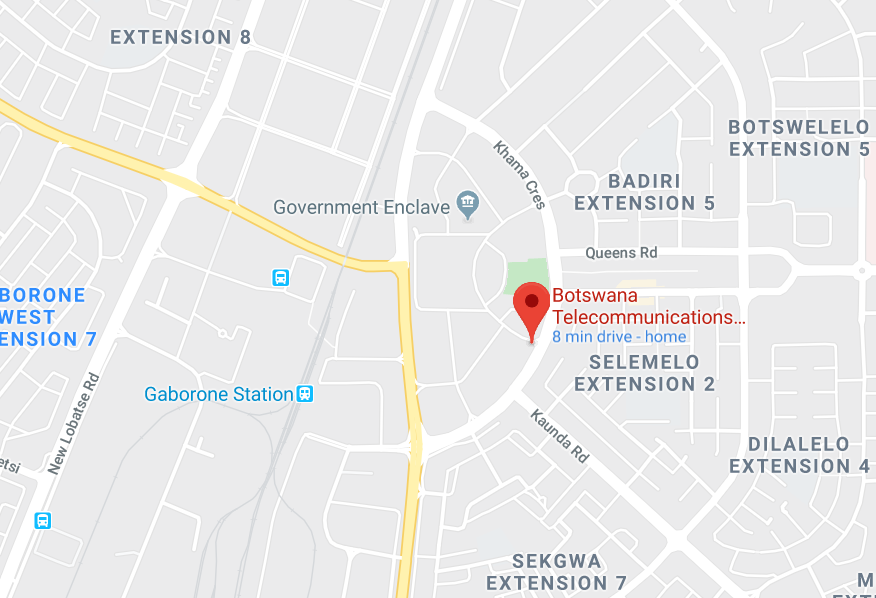 EXTENSION 8
BOTSWELELO
EXTENSION 5
Khama Cres
BADIRI
EXTENSION 5
Government Enclave
Queens Rd
BORONE
WEST
ENSION 7
Botswana
Telecommunications...
8 min drive - home
SELEMELO
EXTENSION 2
Gaborone Station
New Lobatse Rd
Kaunda Rd
DILALELO
EXTENSION 4
etsi
SEKGWA
EXTENSION 7
M